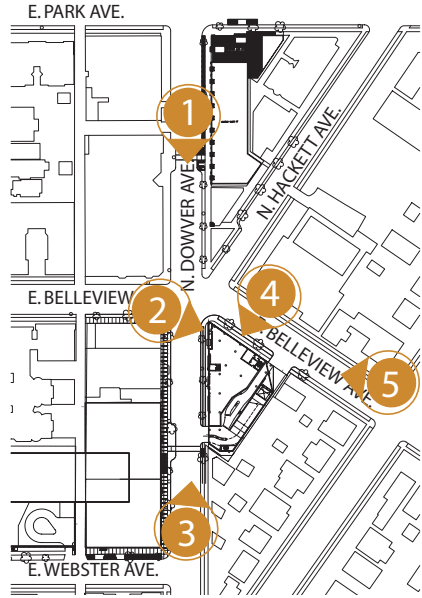 E. PARK AVE.
1
N. DOWVER AVE.
N. HACKETT AVE.
E. BELLEVIEW
2
4
BELLEVIEW AVE.
5
3
E. WEBSTER AVE.